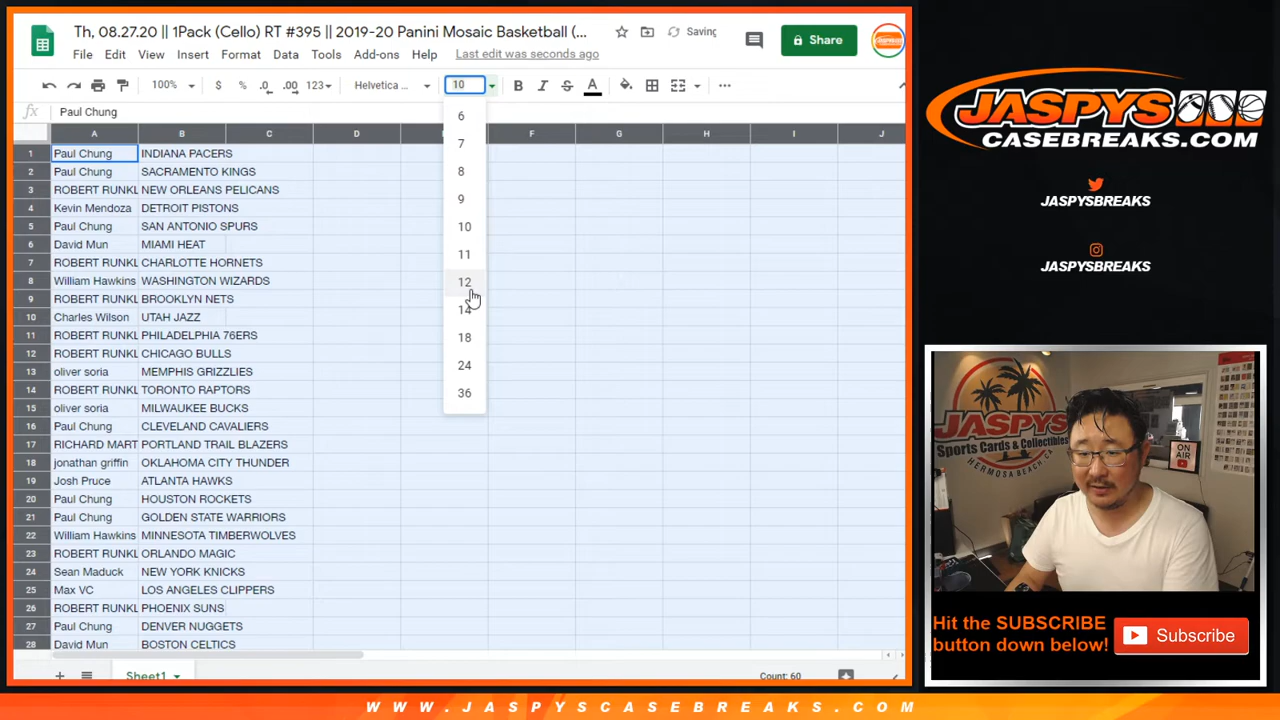 Th, 08.27.20 || 1Pack (Cello) RT #395 || 2019-20 Panini Mosaic Basketball (...
Saving
Share
File Edit View Insert Format Data Tools Add-ons Help Last edit was seconds ago
100% $ % .0 .00 123 Helvetica ... 10 B I S A ...
fx Paul Chung
A B C D F G H I J
1 Paul Chung INDIANA PACERS
2 Paul Chung SACRAMENTO KINGS
3 ROBERT RUNKL NEW ORLEANS PELICANS
4 Kevin Mendoza DETROIT PISTONS
5 Paul Chung SAN ANTONIO SPURS
6 David Mun MIAMI HEAT
7 ROBERT RUNKL CHARLOTTE HORNETS
8 William Hawkins WASHINGTON WIZARDS
9 ROBERT RUNKL BROOKLYN NETS
10 Charles Wilson UTAH JAZZ
11 ROBERT RUNKL PHILADELPHIA 76ERS
12 ROBERT RUNKL CHICAGO BULLS
13 oliver soria MEMPHIS GRIZZLIES
14 ROBERT RUNKL TORONTO RAPTORS
15 oliver soria MILWAUKEE BUCKS
16 Paul Chung CLEVELAND CAVALIERS
17 RICHARD MART PORTLAND TRAIL BLAZERS
18 jonathan griffin OKLAHOMA CITY THUNDER
19 Josh Pruce ATLANTA HAWKS
20 Paul Chung HOUSTON ROCKETS
21 Paul Chung GOLDEN STATE WARRIORS
22 William Hawkins MINNESOTA TIMBERWOLVES
23 ROBERT RUNKL ORLANDO MAGIC
24 Sean Maduck NEW YORK KNICKS
25 Max VC LOS ANGELES CLIPPERS
26 ROBERT RUNKL PHOENIX SUNS
27 Paul Chung DENVER NUGGETS
28 David Mun BOSTON CELTICS
6
7
8
9
10
11
12
14
18
24
36
Sheet1
Count: 60
JASPYS
CASEBREAKS.COM
JASPYSBREAKS
JASPYSBREAKS
JASPYS
Sports Cards & Collectibles
HERMOSA BEACH
ON AIR
Hit the SUBSCRIBE
button down below!
Subscribe
WWW.JASPYSCASEBREAKS.COM